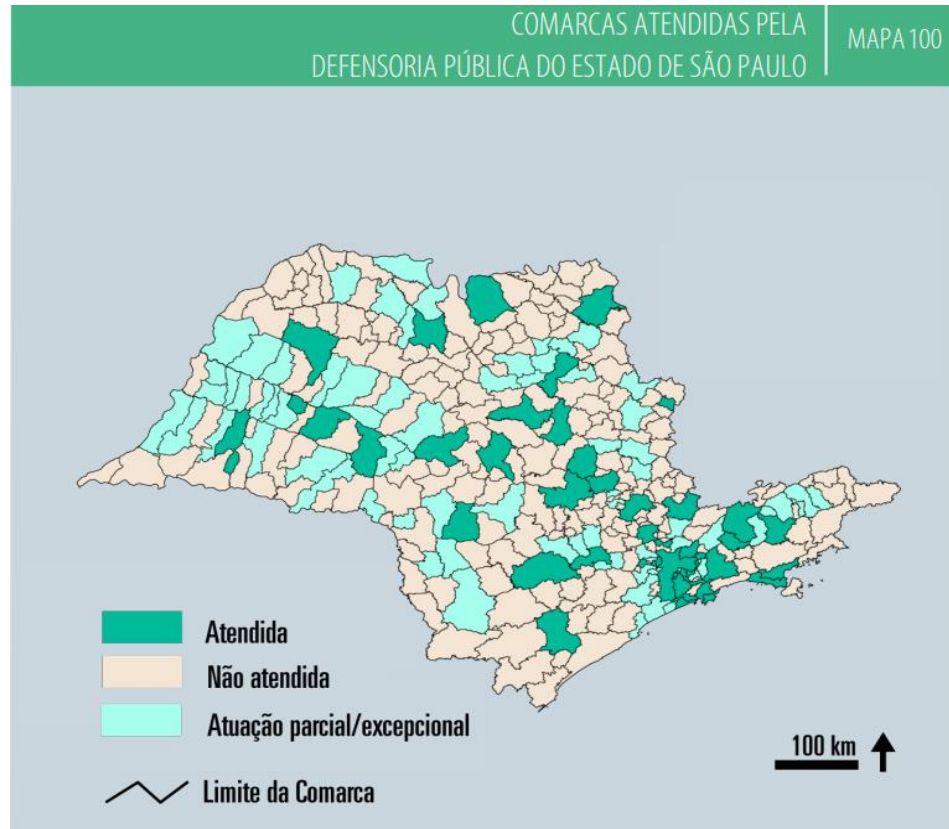 COMARCAS ATENDIDAS PELA
DEFENSORIA PÚBLICA DO ESTADO DE SÃO PAULO
MAPA 100
Atendida
Não atendida
Atuação parcial/excepcional
Limite da Comarca
100 km